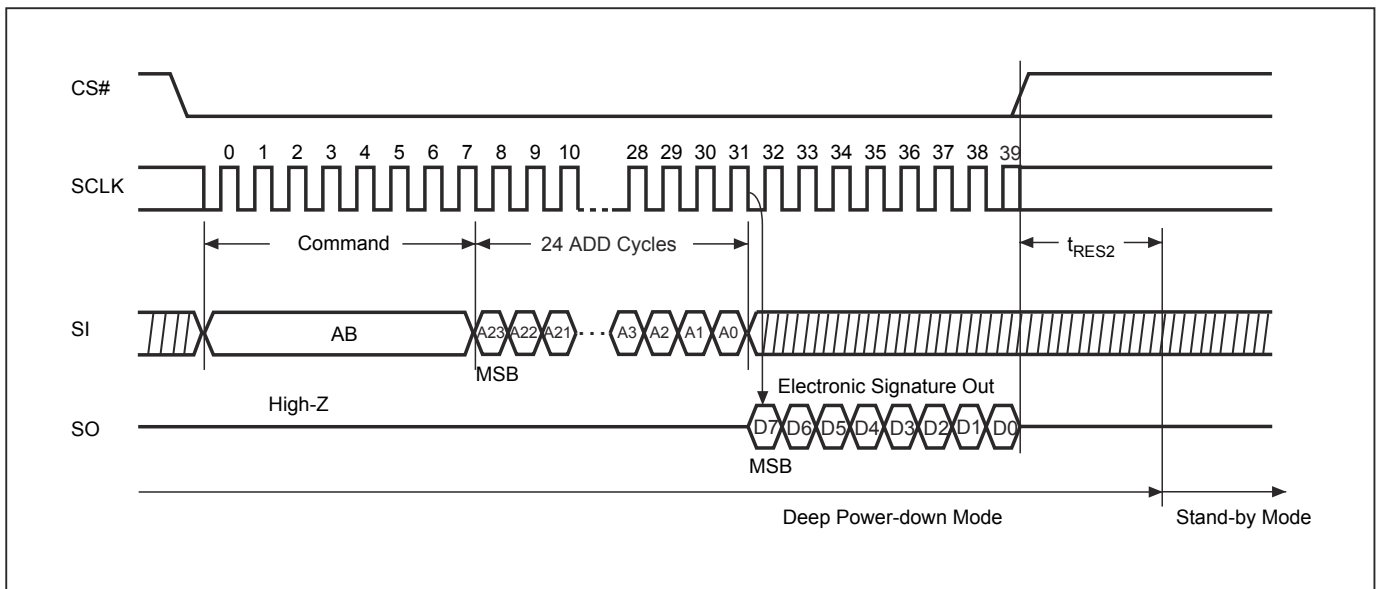 CS#
0 1 2 3 4 5 6 7 8 9 10 28 29 30 31 32 33 34 35 36 37 38 39
SCLK
Command 24 ADD Cycles tRES2
SI AB A23 A22 A21 A3 A2 A1 A0
MSB
Electronic Signature Out
High-Z
SO D7 D6 D5 D4 D3 D2 D1 D0
MSB
Deep Power-down Mode Stand-by Mode